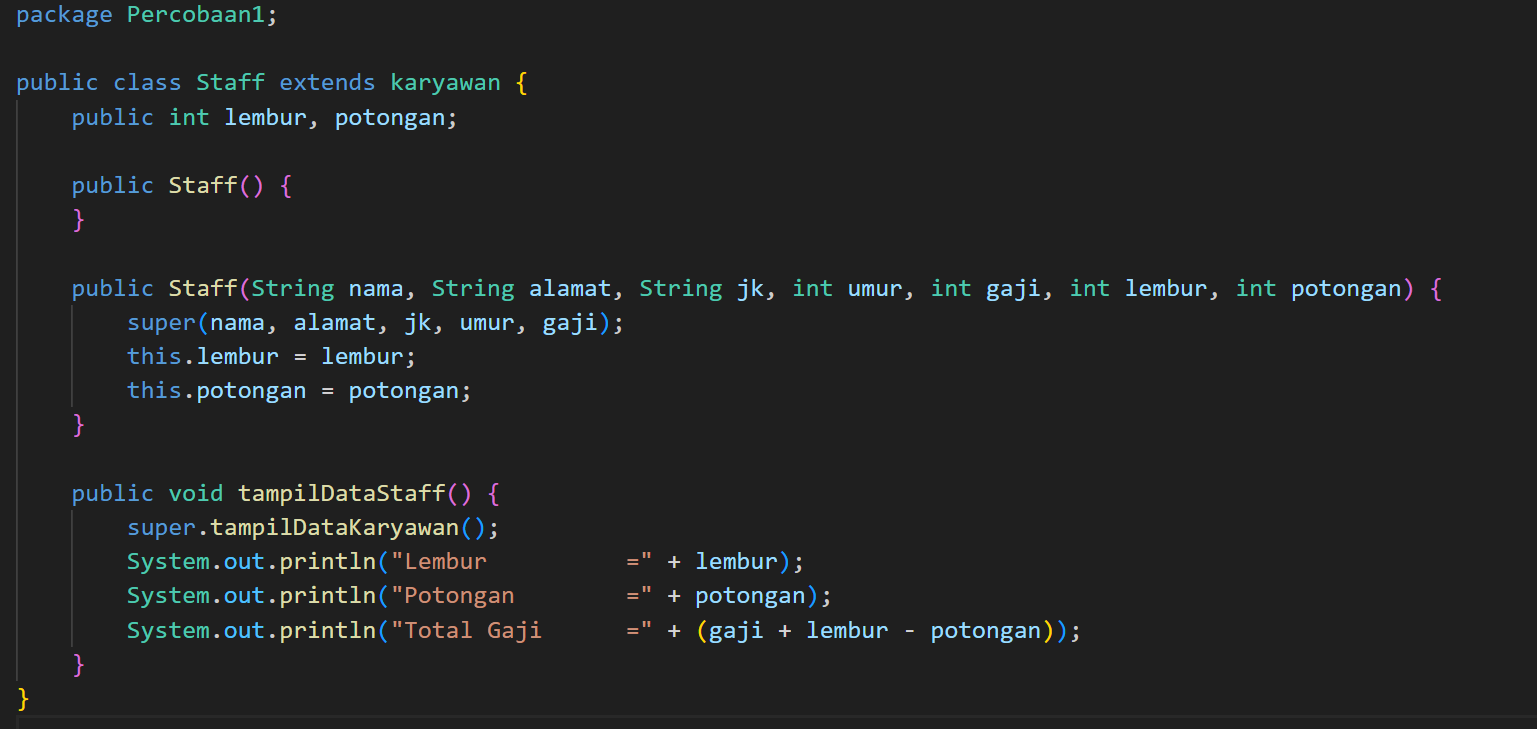 package Percobaan1;
public class Staff extends karyawan {
    public int lembur, potongan;
    public Staff() {
    }
    public Staff(String nama, String alamat, String jk, int umur, int gaji, int lembur, int potongan) {
        super(nama, alamat, jk, umur, gaji);
        this.lembur = lembur;
        this.potongan = potongan;
    }
    public void tampilDataStaff() {
        super.tampilDataKaryawan();
        System.out.println("Lembur          =" + lembur);
        System.out.println("Potongan        =" + potongan);
        System.out.println("Total Gaji      =" + (gaji + lembur - potongan));
    }
}